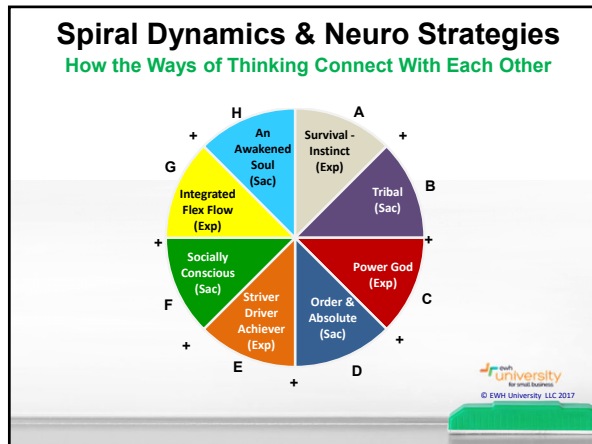 Spiral Dynamics & Neuro Strategies
How the Ways of Thinking Connect With Each Other
H
A
+
+
An
Awakened
Soul
(Sac)
Survival -
Instinct
(Exp)
G
B
Integrated
Flex Flow
(Exp)
Tribal
(Sac)
+
+
Socially
Conscious
(Sac)
Power God
(Exp)
F
C
Striver
Driver
Achiever
(Exp)
Order &
Absolute
(Sac)
+
+
E
D
+
ewh
university
for small business.
© EWH University LLC 2017